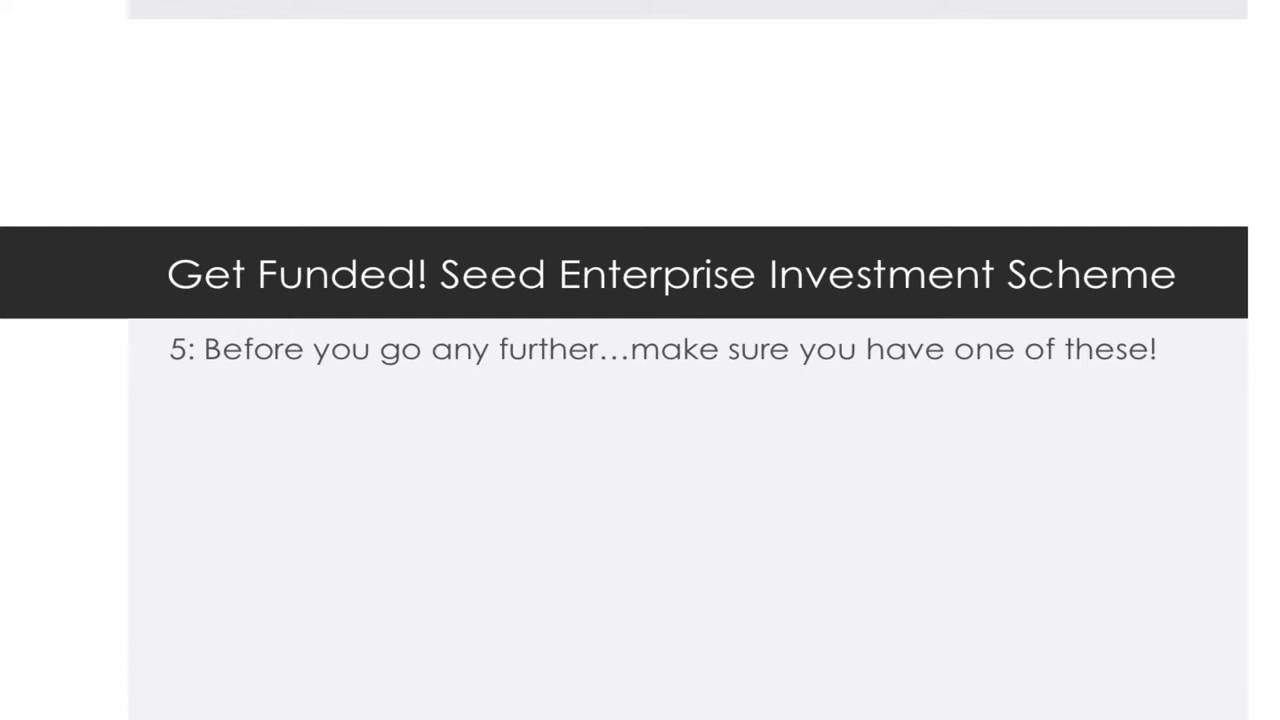 Get Funded! Seed Enterprise Investment Scheme
5: Before you go any further…make sure you have one of these!